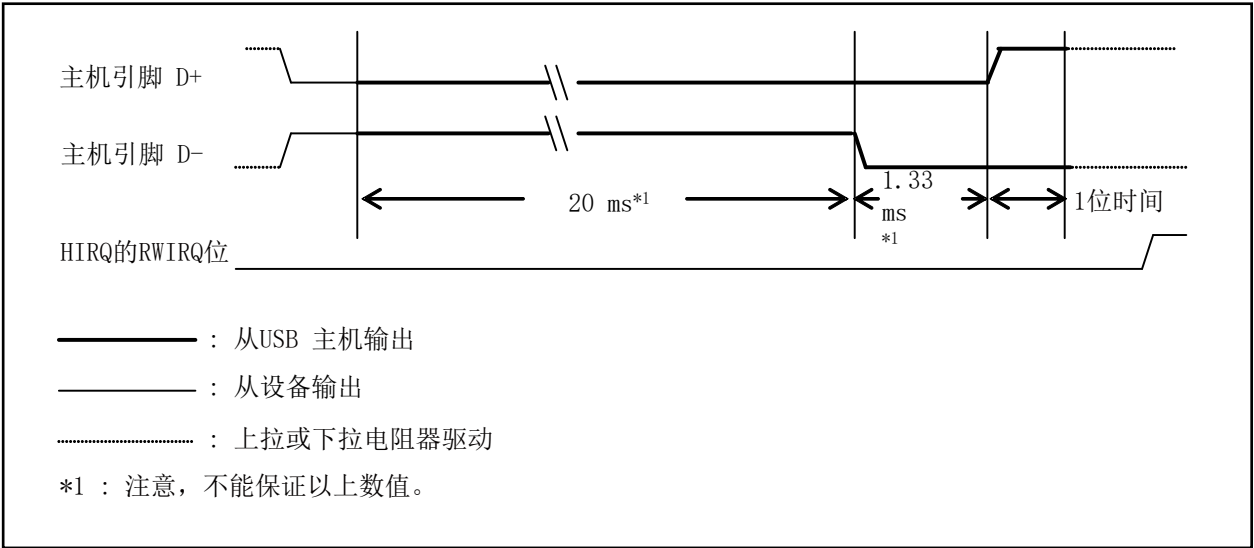 主机引脚 D+
主机引脚 D-
20 ms*1
1.33
ms
*1
1位时间
HIRQ的RWIRQ位
: 从USB 主机输出
: 从设备输出
: 上拉或下拉电阻器驱动
*1 : 注意，不能保证以上数值。